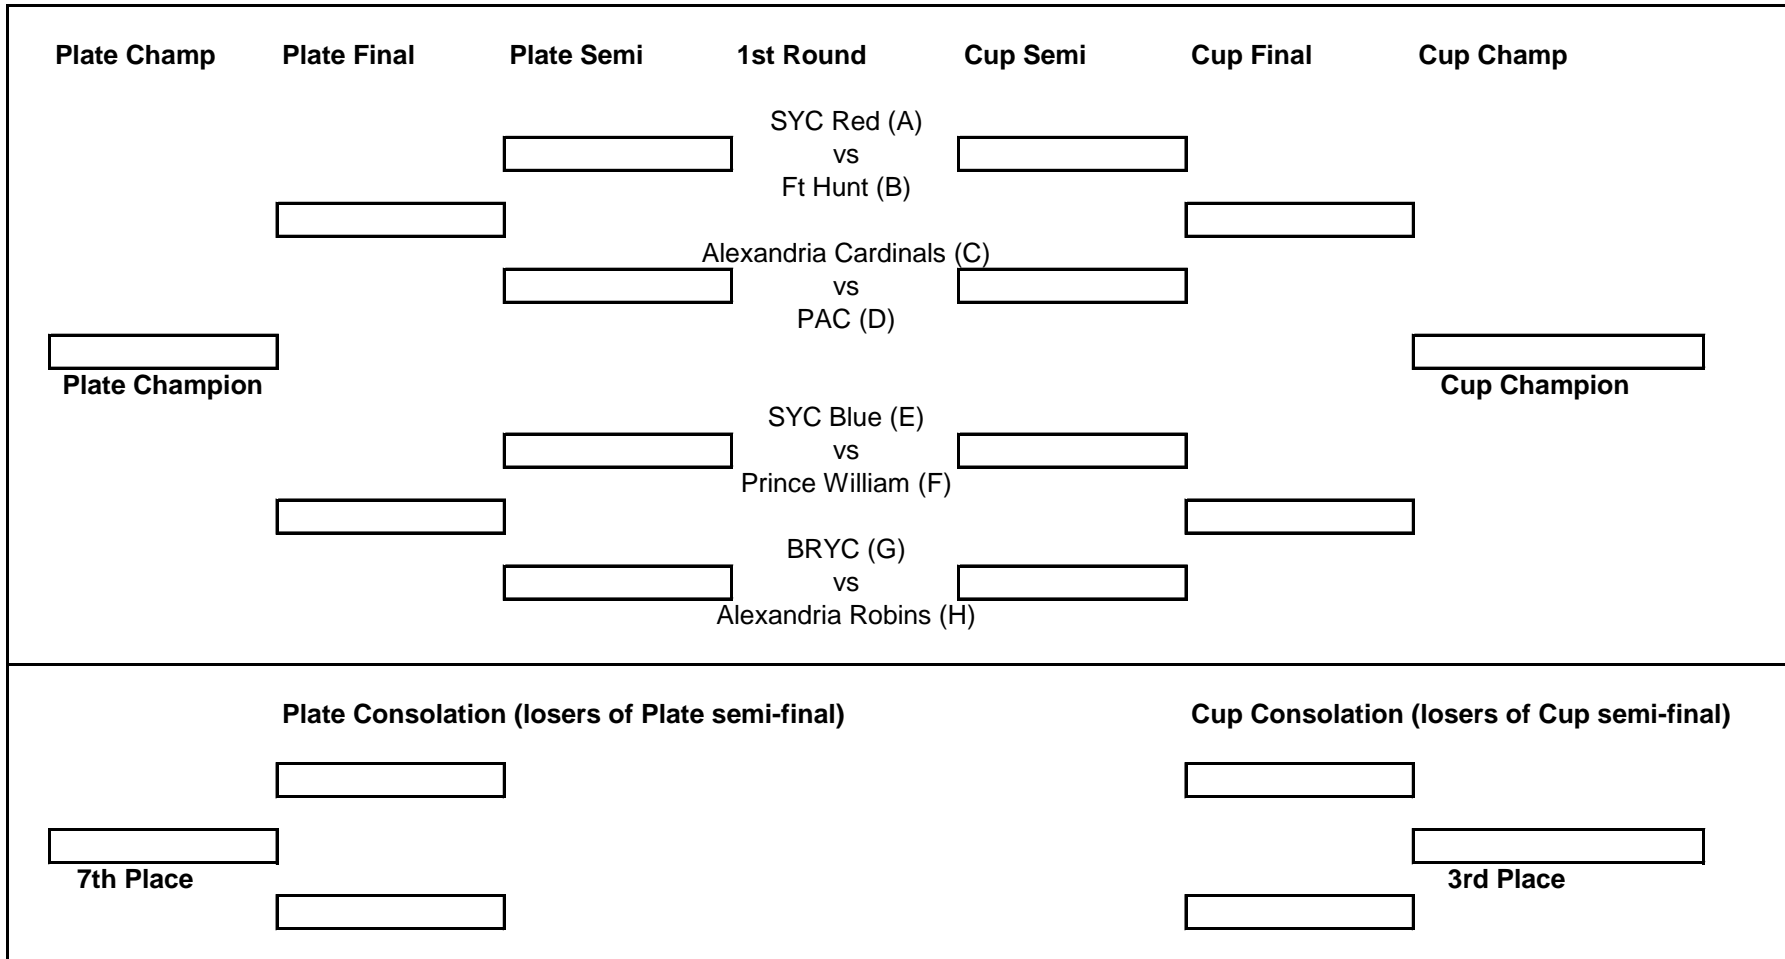 Plate Champ Plate Final Plate Semi 1st Round Cup Semi Cup Final Cup Champ
SYC Red (A)
vs
Ft Hunt (B)
Alexandria Cardinals (C)
vs
PAC (D)
Plate Champion Cup Champion
SYC Blue (E)
vs
Prince William (F)
BRYC (G)
vs
Alexandria Robins (H)
Plate Consolation (losers of Plate semi-final) Cup Consolation (losers of Cup semi-final)
7th Place 3rd Place